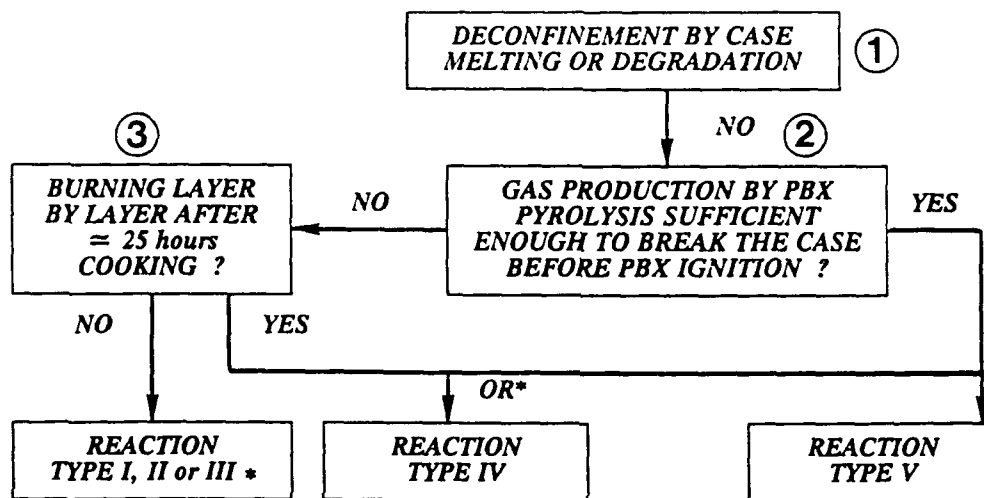 DECONFINEMENT BY CASE
MELTING OR DEGRADATION
1
NO
2
3
BURNING LAYER
BY LAYER AFTER
≃ 25 hours
COOKING ?
NO
GAS PRODUCTION BY PBX
PYROLYSIS SUFFICIENT
ENOUGH TO BREAK THE CASE
BEFORE PBX IGNITION ?
YES
NO
YES
OR*
REACTION
TYPE I, II or III *
REACTION
TYPE IV
REACTION
TYPE V